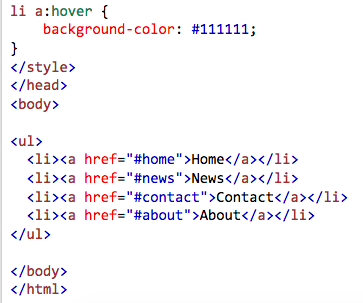 li a:hover {
    background-color: #111111;
}
</style>
</head>
<body>

<ul>
  <li><a href="#home">Home</a></li>
  <li><a href="#news">News</a></li>
  <li><a href="#contact">Contact</a></li>
  <li><a href="#about">About</a></li>
</ul>

</body>
</html>